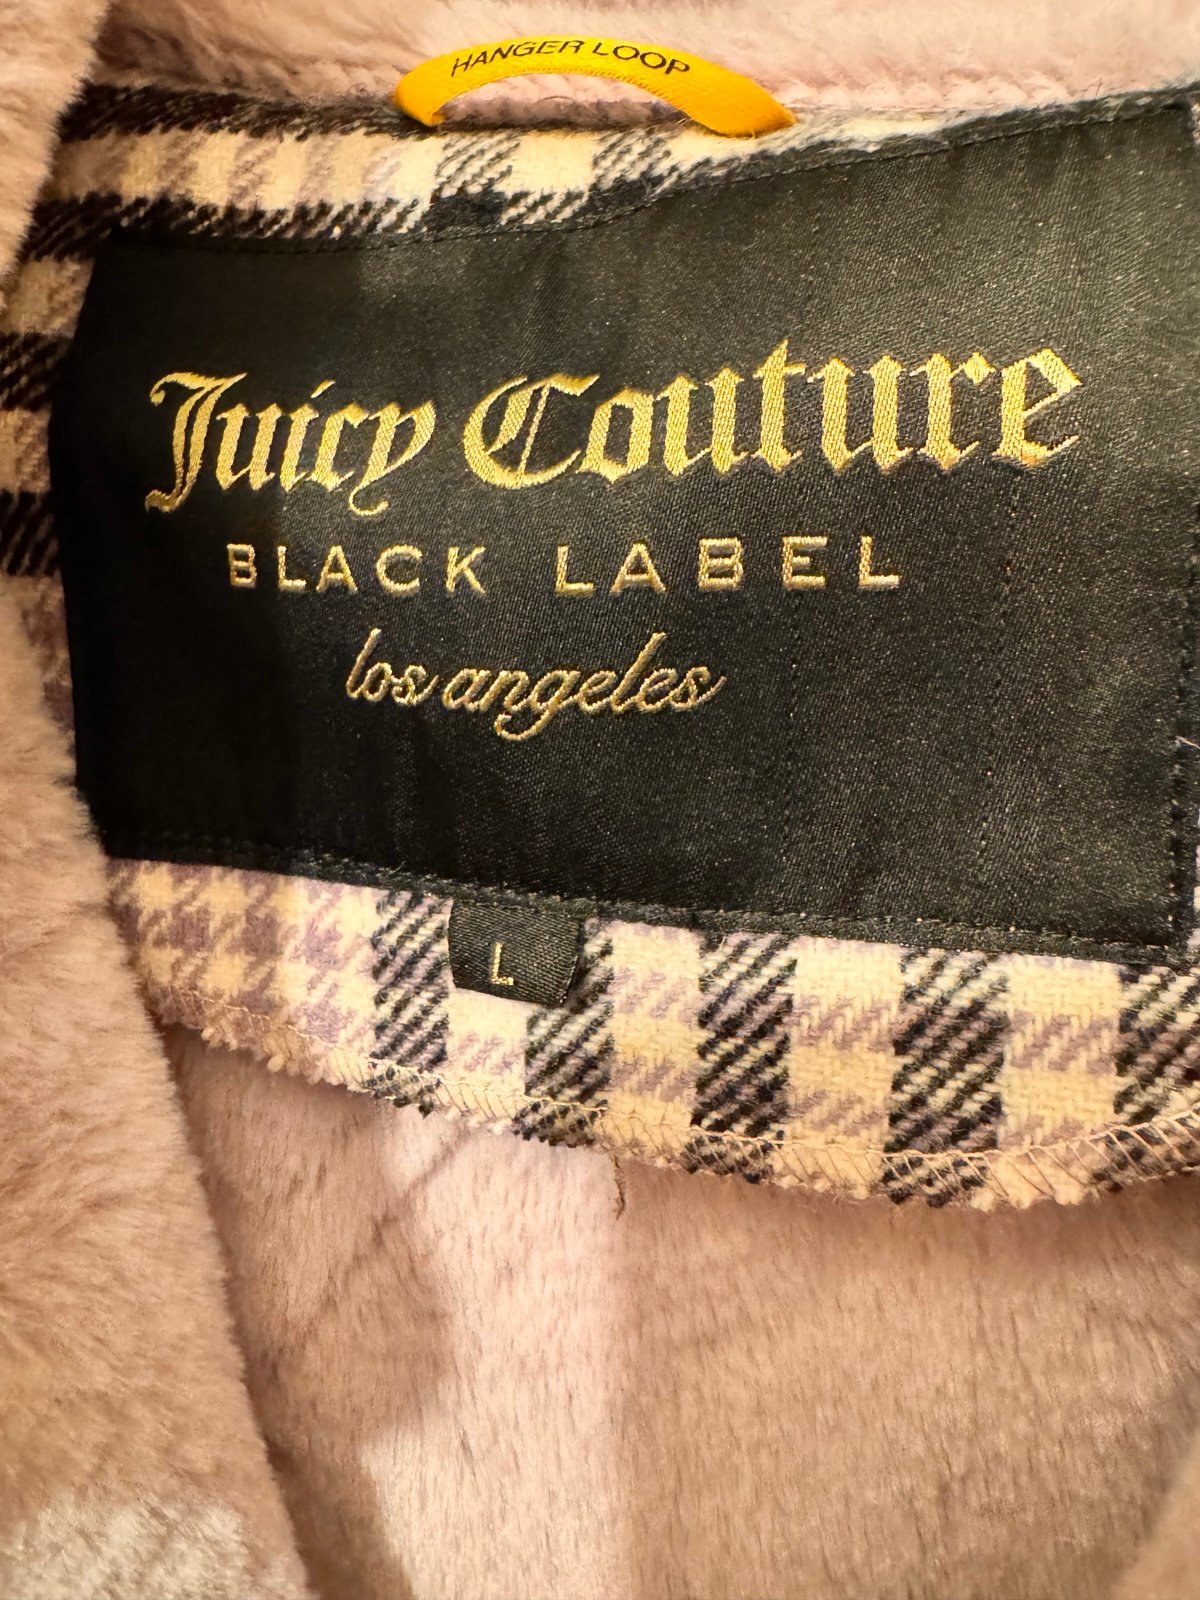 HANGER LOOP
Juicy Couture
BLACK LABEL
los angeles
L